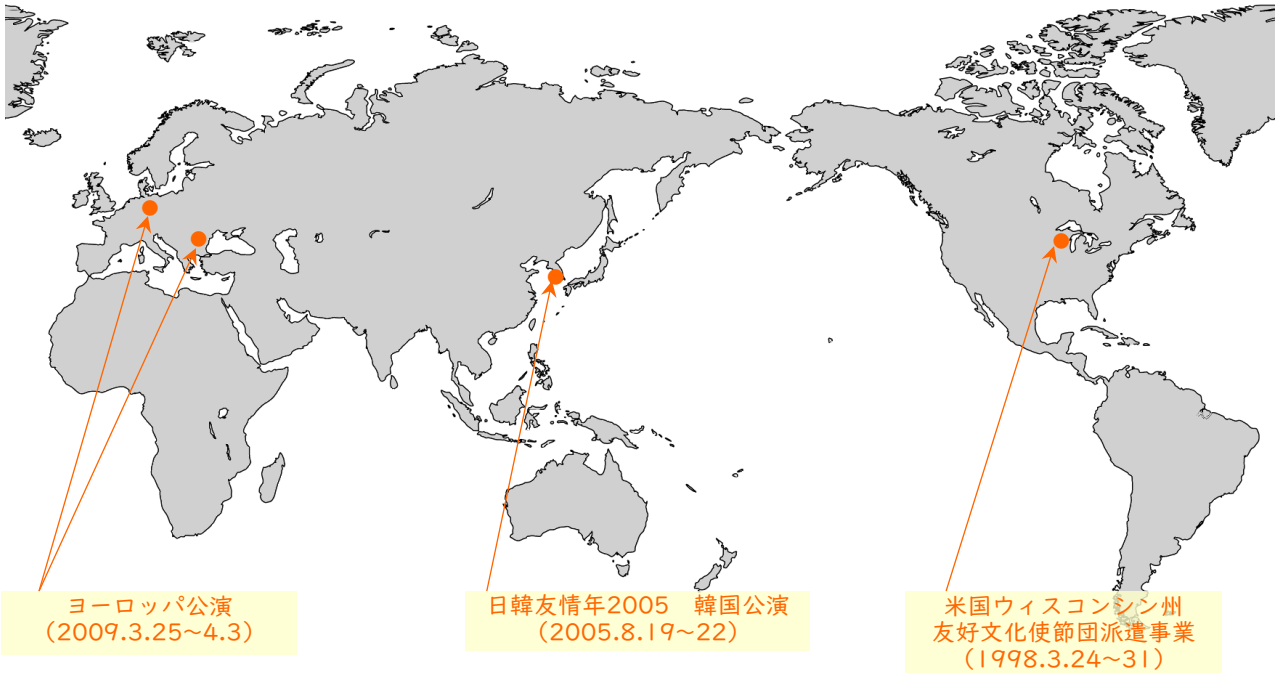 ヨーロッパ公演
（2009.3.25～4.3）
日韓友情年2005　韓国公演
（2005.8.19～22）
米国ウィスコンシン州
友好文化使節団派遣事業
（1998.3.24～31）